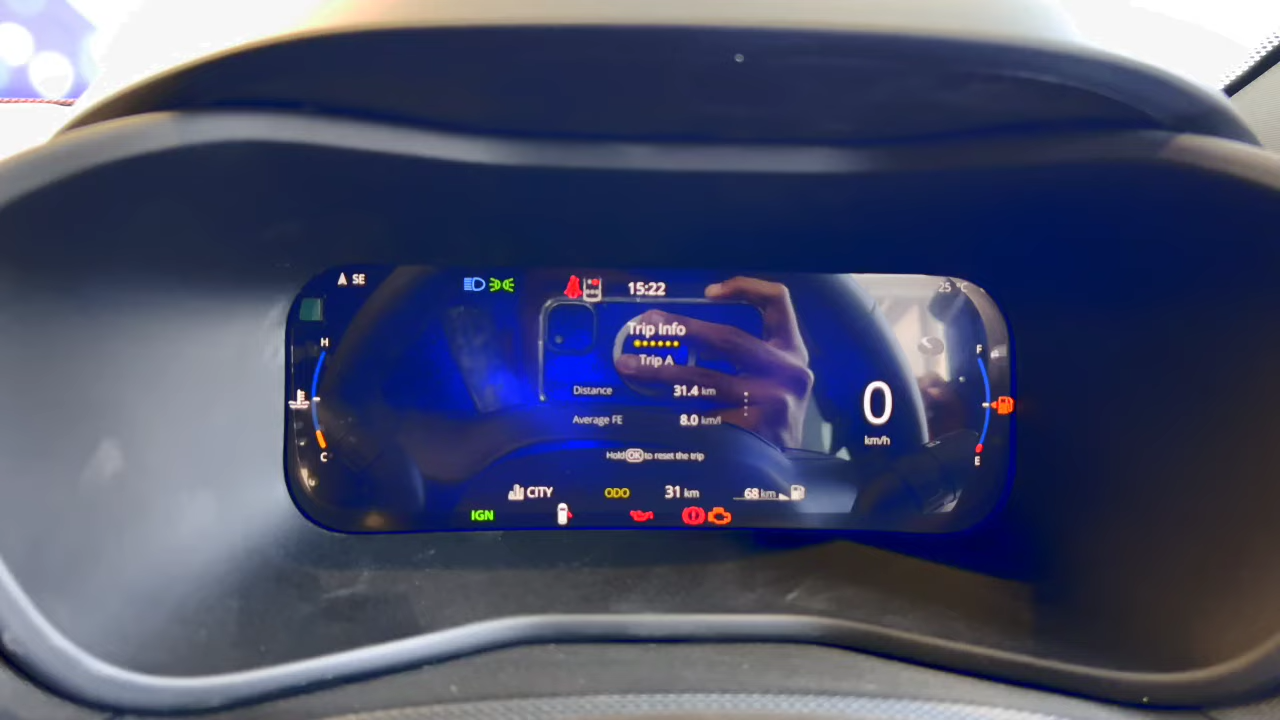 SE
15:22
25 °C
Trip Info
Trip A
H
F
Distance 31.4 km
Average FE 8.0 km/l
0
km/h
C
E
Hold OK to reset the trip
CITY ODO 31 km 68 km
IGN